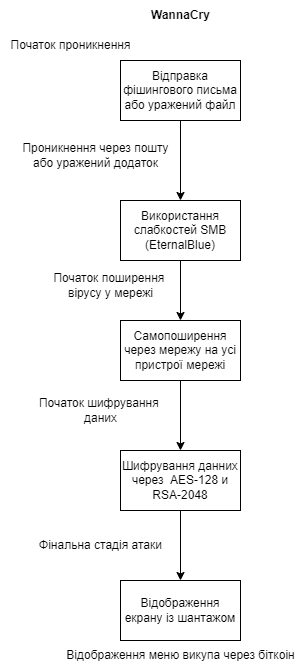 WannaCry
Початок проникнення
Відправка
фішингового письма
або уражений файл
Проникнення через пошту
або уражений додаток
Використання
слабкостей SMB
(EternalBlue)
Початок поширення
вірусу у мережі
Самопоширення
через мережу на усі
пристрої мережі
Початок шифрування
даних
Шифрування данних
через AES-128 и
RSA-2048
Фінальна стадія атаки
Відображення
екрану із шантажом
Відображення меню викупа через біткоін